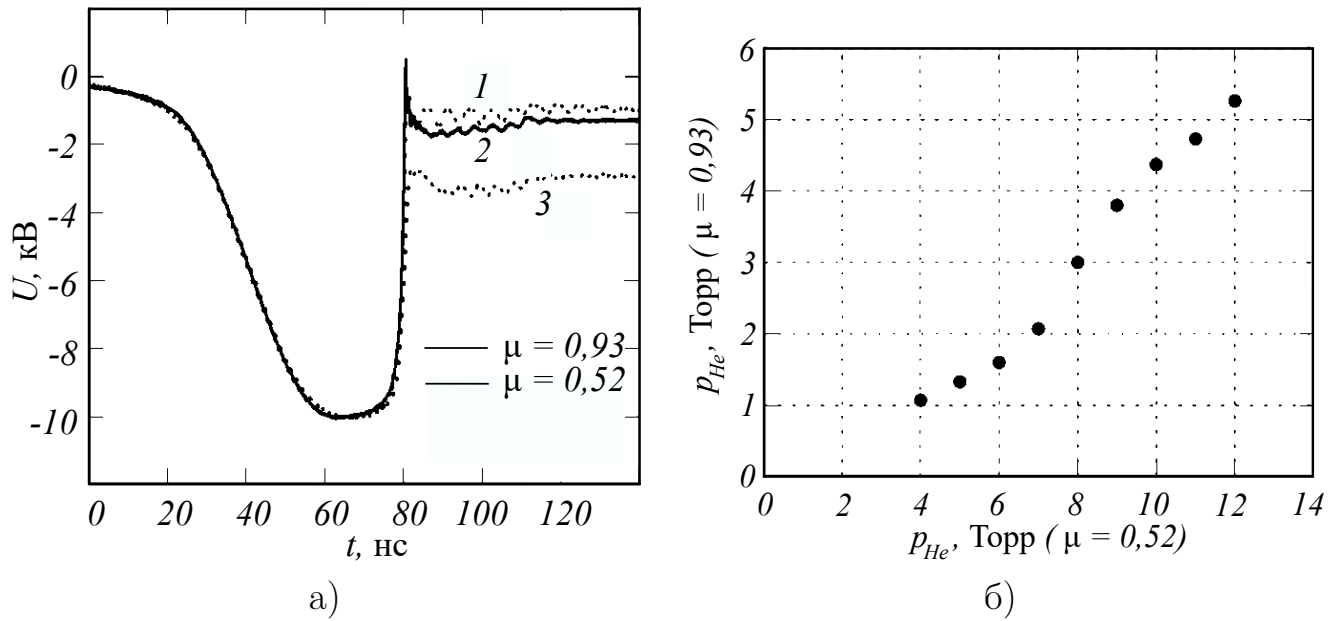 0
-2
-4
-6
-8
-10
U, кВ
1
2
3
μ = 0,93
μ = 0,52
0 20 40 60 80 100 120
t, нс
а)
6
5
4
3
2
1
0
p_He, Торр ( μ = 0,93)
0 2 4 6 8 10 12 14
p_He, Торр ( μ = 0,52)
б)